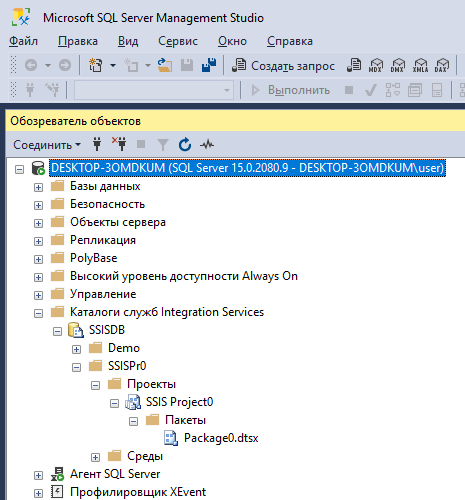 Microsoft SQL Server Management Studio
Файл Правка Вид Сервис Окно Справка
Создать запрос MDX DMX XMLA DAX
Выполнить
Обозреватель объектов
Соединить
DESKTOP-3OMDKUM (SQL Server 15.0.2080.9 - DESKTOP-3OMDKUM\user)
Базы данных
Безопасность
Объекты сервера
Репликация
PolyBase
Высокий уровень доступности Always On
Управление
Каталоги служб Integration Services
SSISDB
Demo
SSISPr0
Проекты
SSIS Project0
Пакеты
Package0.dtsx
Среды
Агент SQL Server
Профилировщик XEvent